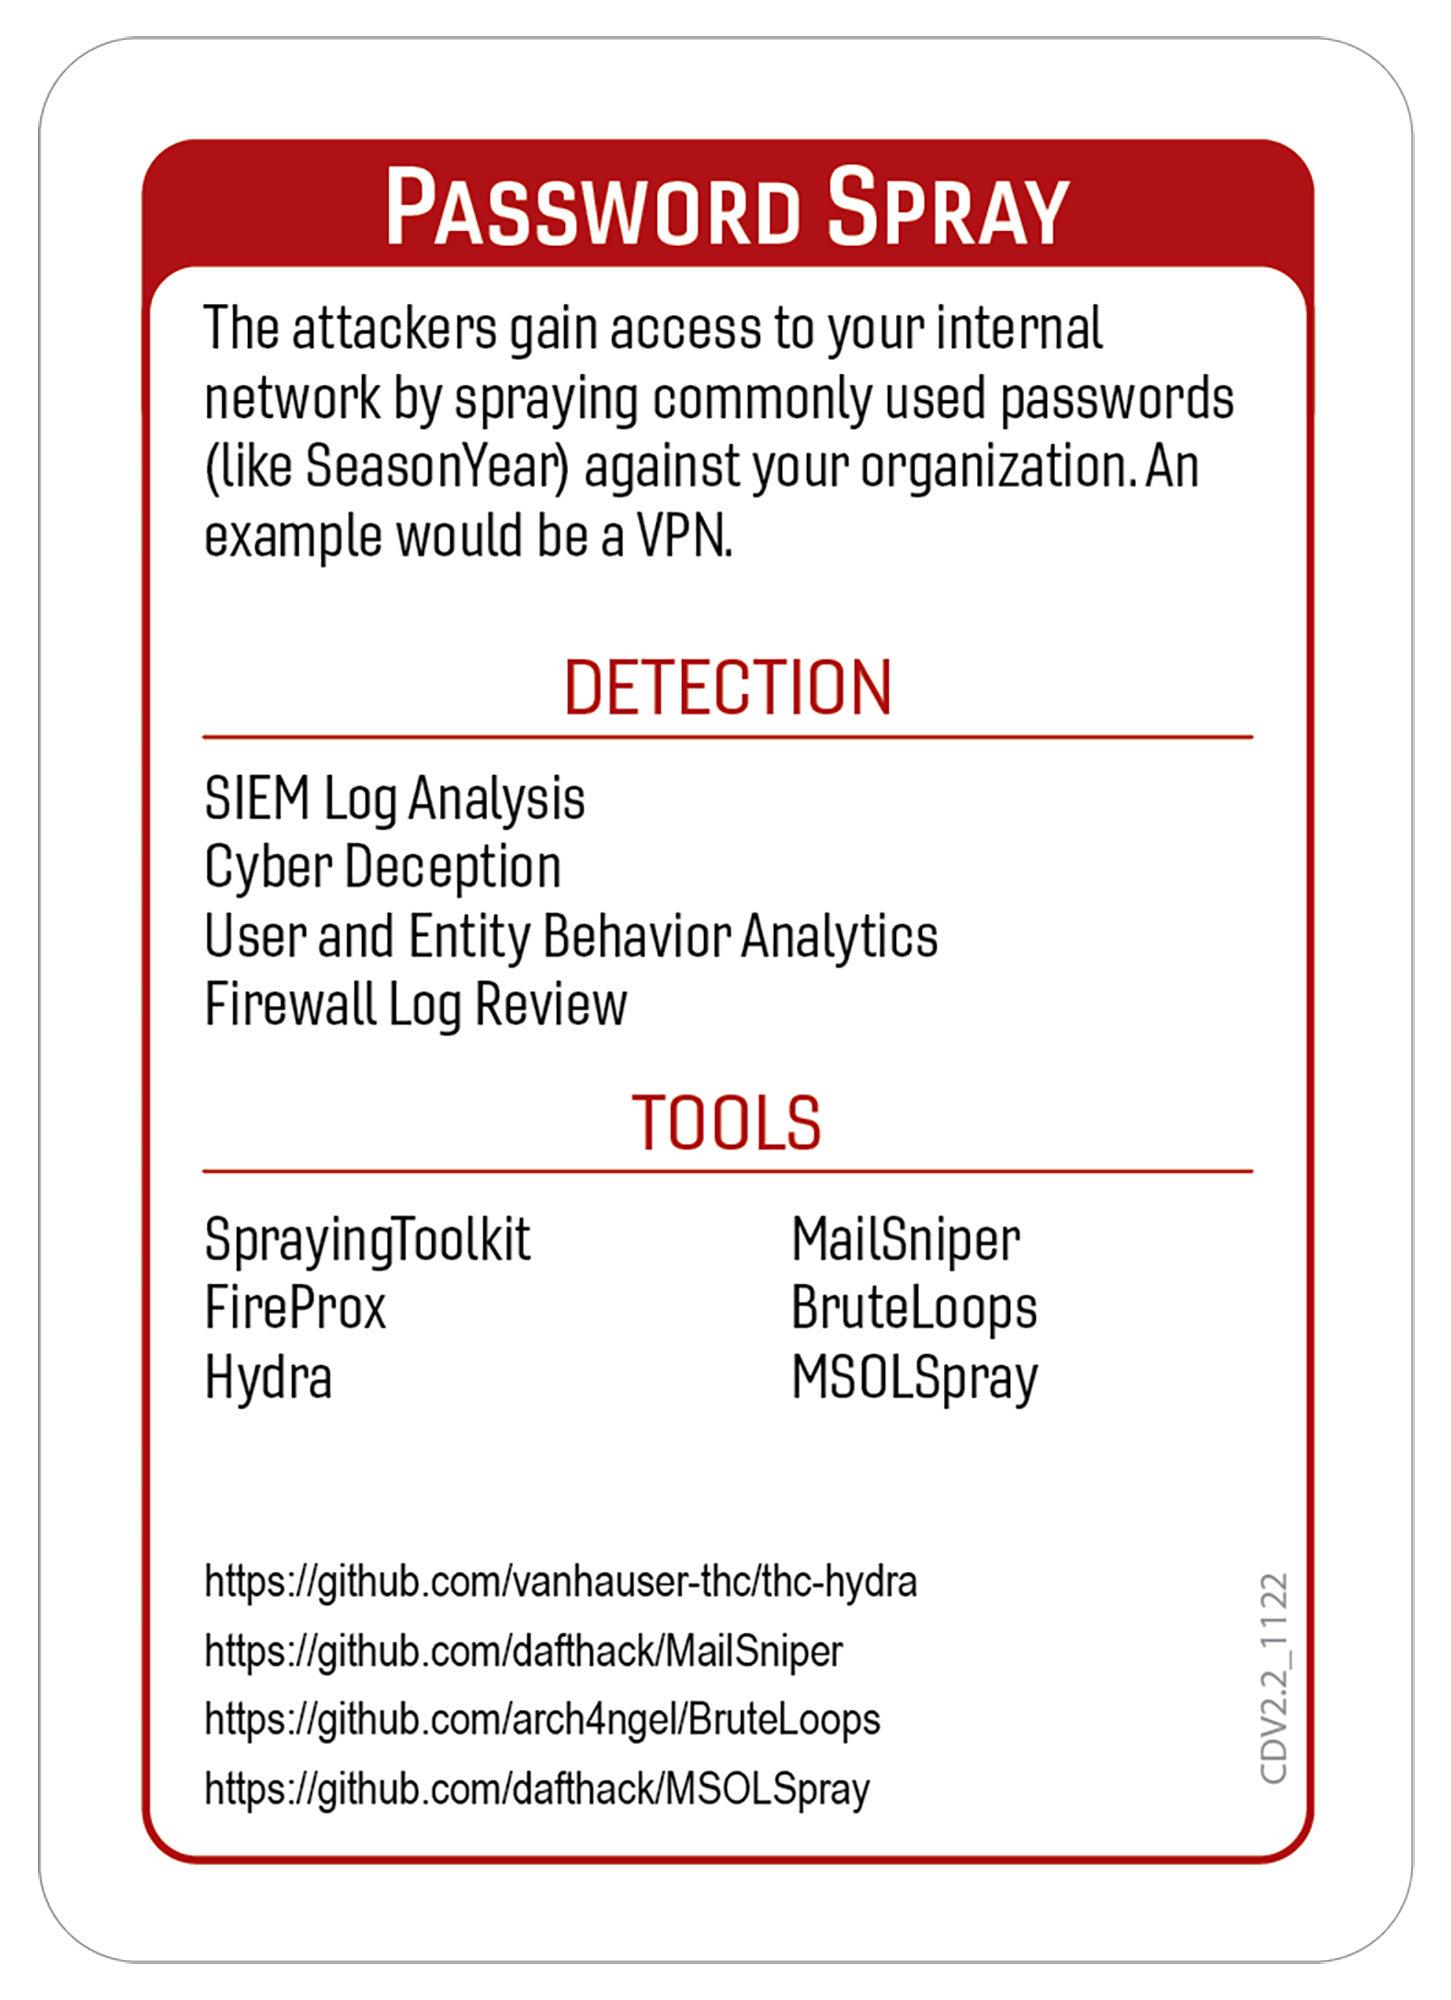 PASSWORD SPRAY
The attackers gain access to your internal
network by spraying commonly used passwords
(like SeasonYear) against your organization. An
example would be a VPN.
DETECTION
SIEM Log Analysis
Cyber Deception
User and Entity Behavior Analytics
Firewall Log Review
TOOLS
SprayingToolkit
FireProx
Hydra
MailSniper
BruteLoops
MSOLSpray
https://github.com/vanhauser-thc/thc-hydra
https://github.com/dafthack/MailSniper
https://github.com/arch4ngel/BruteLoops
https://github.com/dafthack/MSOLSpray
CDV2.2_1122